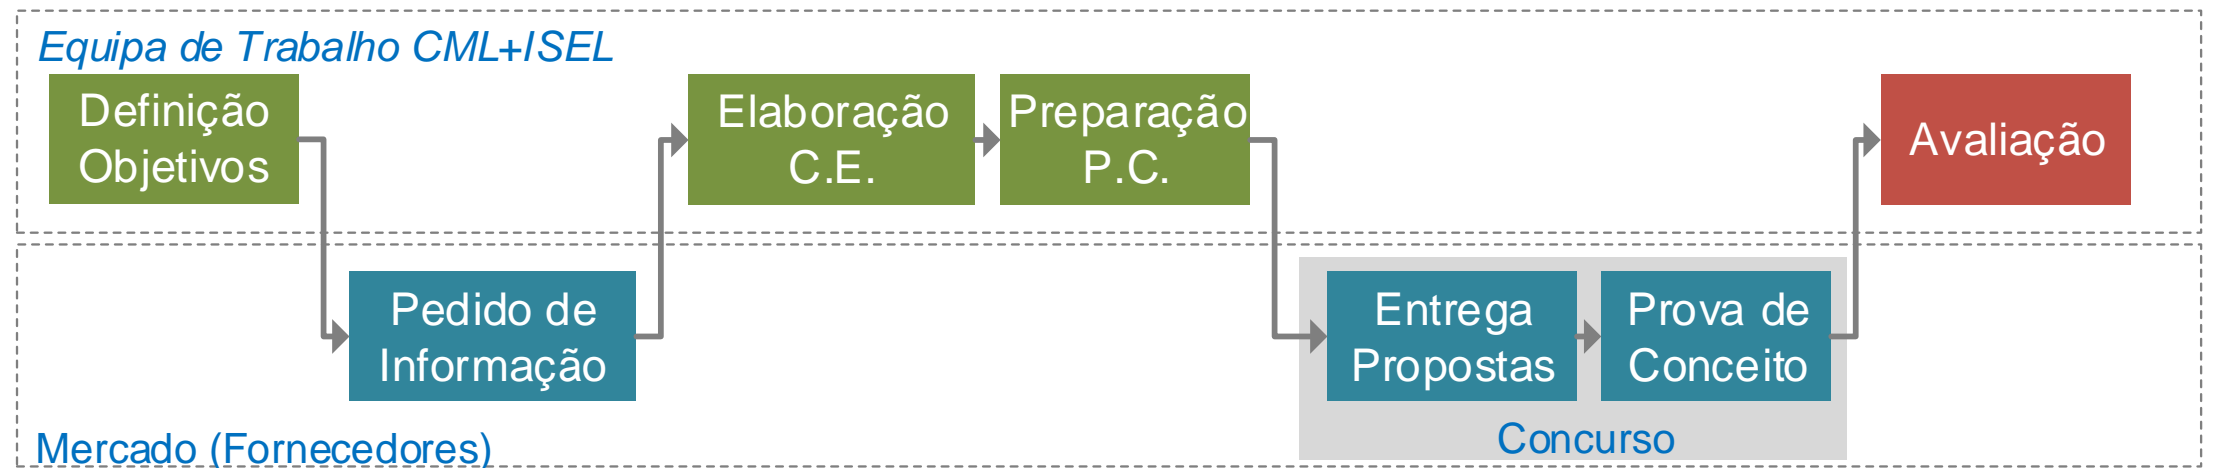 Equipa de Trabalho CML+ISEL
Definição
Objetivos
Elaboração
C.E.
Preparação
P.C.
Avaliação
Pedido de
Informação
Entrega
Propostas
Prova de
Conceito
Concurso
Mercado (Fornecedores)